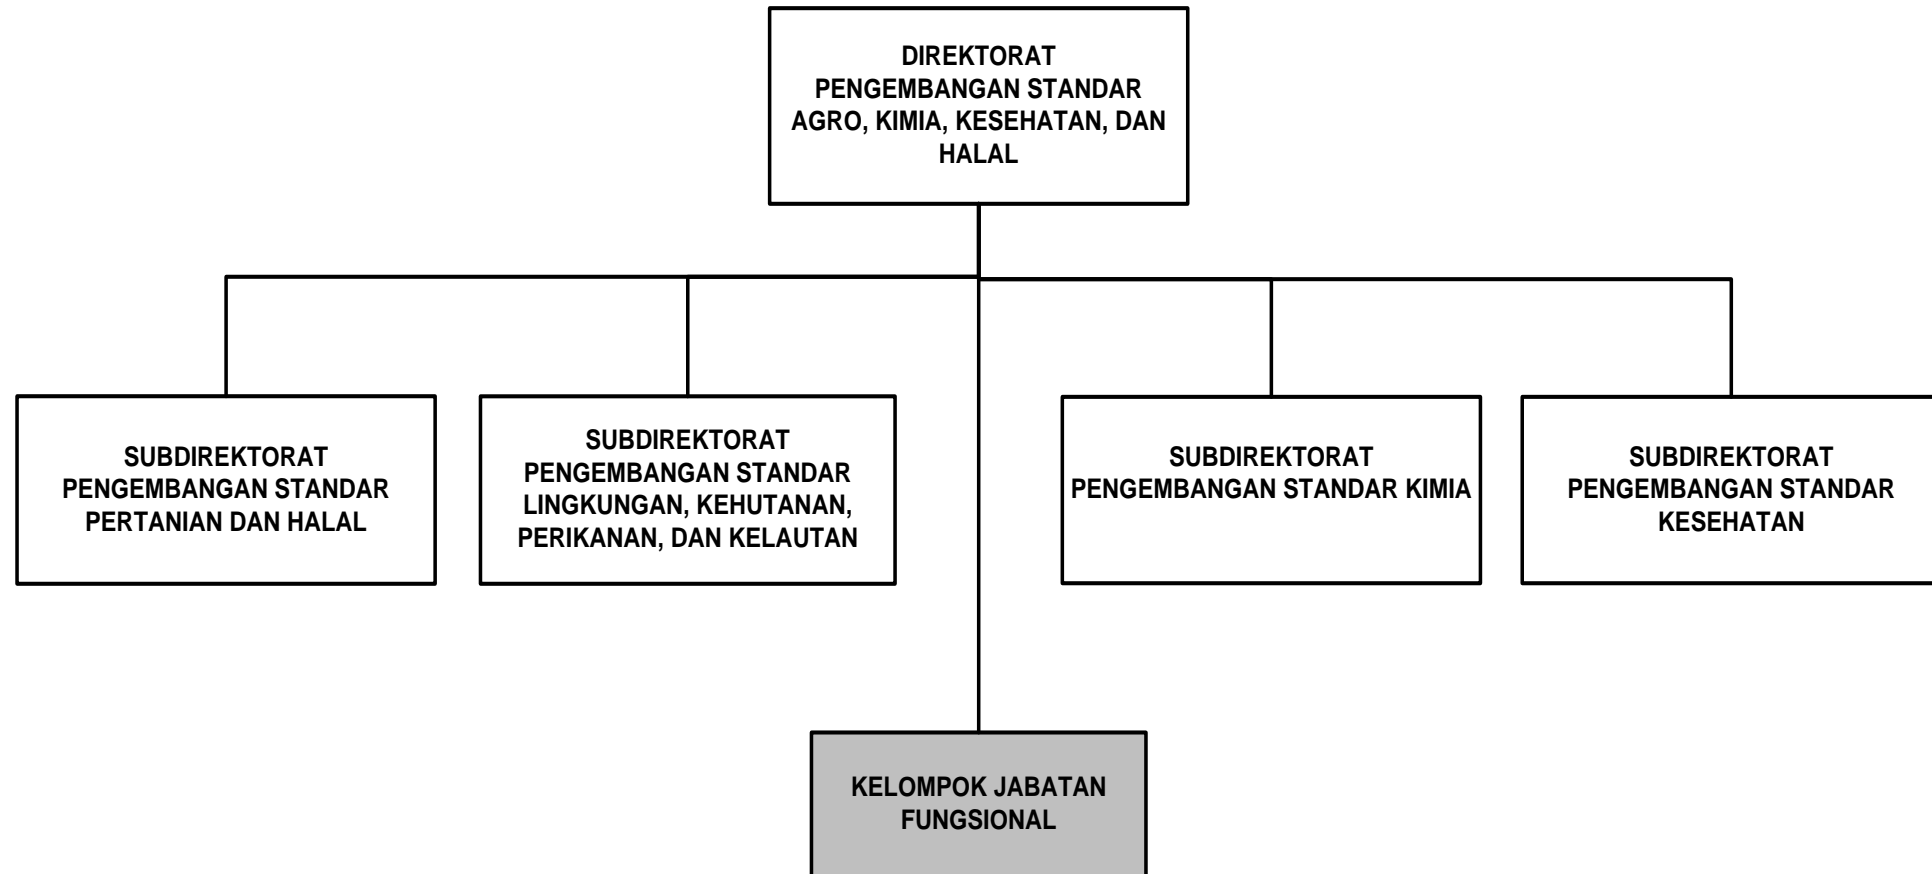 DIREKTORAT
PENGEMBANGAN STANDAR
AGRO, KIMIA, KESEHATAN, DAN
HALAL
SUBDIREKTORAT
PENGEMBANGAN STANDAR
PERTANIAN DAN HALAL
SUBDIREKTORAT
PENGEMBANGAN STANDAR
LINGKUNGAN, KEHUTANAN,
PERIKANAN, DAN KELAUTAN
SUBDIREKTORAT
PENGEMBANGAN STANDAR KIMIA
SUBDIREKTORAT
PENGEMBANGAN STANDAR
KESEHATAN
KELOMPOK JABATAN
FUNGSIONAL